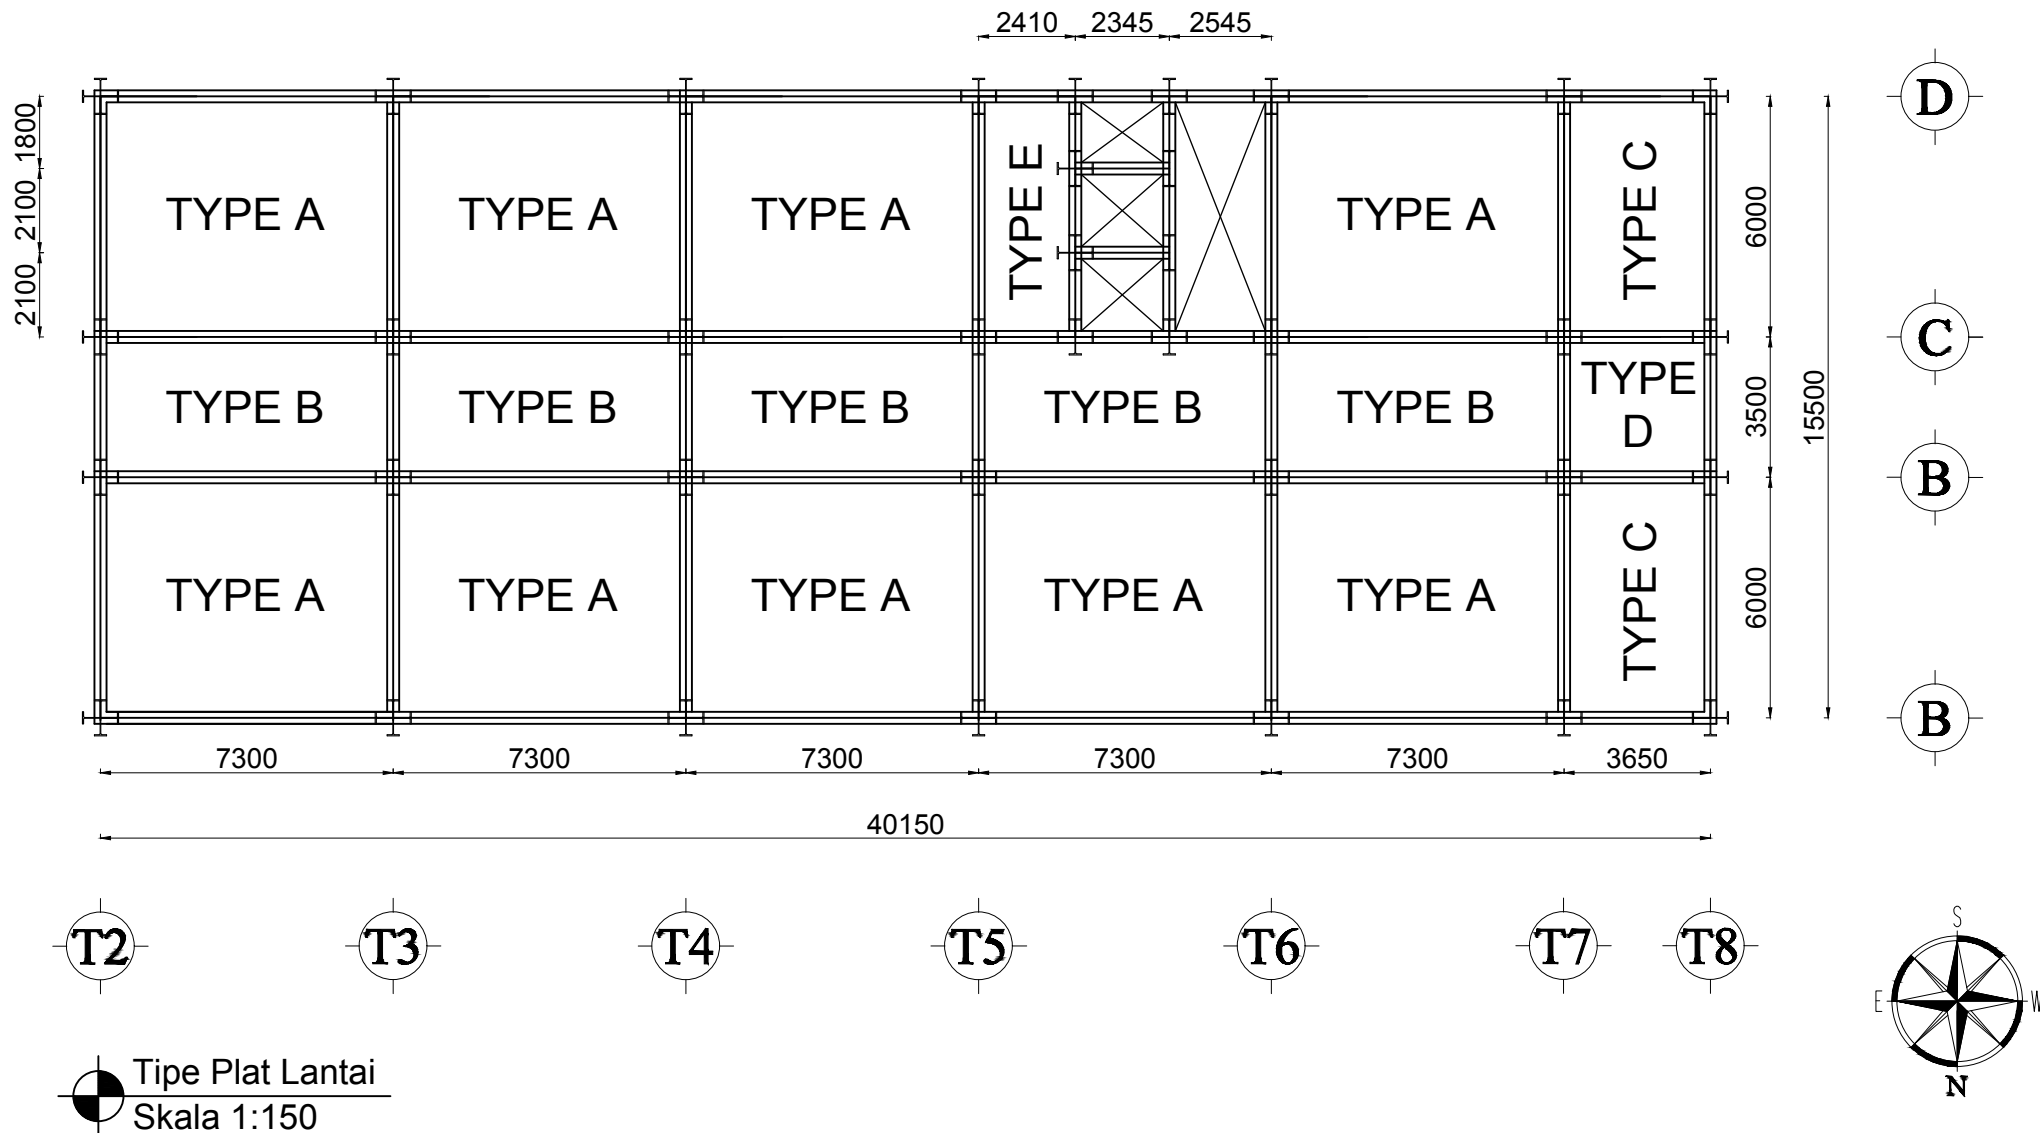 2410 2345 2545
D
1800
2100
2100
TYPE A TYPE A TYPE A TYPE E TYPE A TYPE C
6000
C
TYPE B TYPE B TYPE B TYPE B TYPE B TYPE
D
3500
15500
B
TYPE A TYPE A TYPE A TYPE A TYPE A TYPE C
6000
B
7300 7300 7300 7300 7300 3650
40150
T2 T3 T4 T5 T6 T7 T8
S
E W
N
Tipe Plat Lantai
Skala 1:150